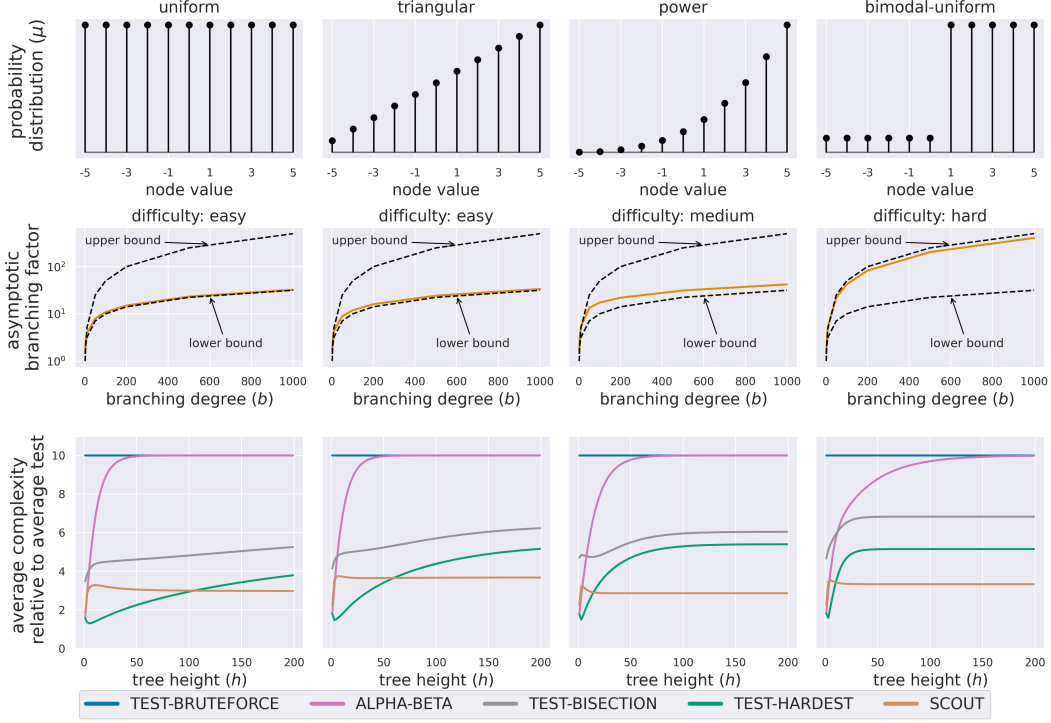 uniform triangular power bimodal-uniform
probability
distribution (μ)
-5 -3 -1 1 3 5 -5 -3 -1 1 3 5 -5 -3 -1 1 3 5 -5 -3 -1 1 3 5
node value node value node value node value
difficulty: easy difficulty: easy difficulty: medium difficulty: hard
asymptotic
branching factor
10² 
10¹
10⁰
upper bound upper bound upper bound upper bound
lower bound lower bound lower bound lower bound
0 200 400 600 800 1000 0 200 400 600 800 1000 0 200 400 600 800 1000 0 200 400 600 800 1000
branching degree (b) branching degree (b) branching degree (b) branching degree (b)
average complexity
relative to average test
10
8
6
4
2
0
0 50 100 150 200 0 50 100 150 200 0 50 100 150 200 0 50 100 150 200
tree height (h) tree height (h) tree height (h) tree height (h)
TEST-BRUTEFORCE ALPHA-BETA TEST-BISECTION TEST-HARDEST SCOUT